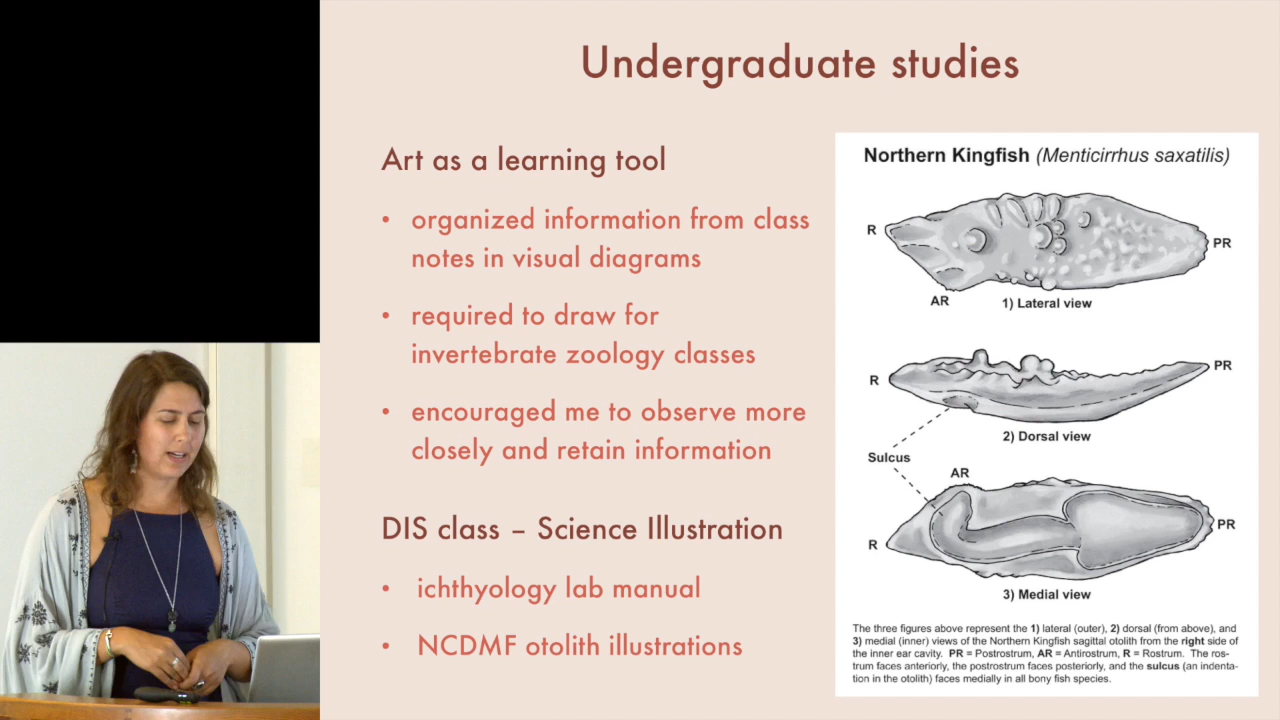 Undergraduate studies
Art as a learning tool
• organized information from class
notes in visual diagrams
• required to draw for
invertebrate zoology classes
• encouraged me to observe more
closely and retain information
DIS class – Science Illustration
• ichthyology lab manual
• NCDMF otolith illustrations
Northern Kingfish (Menticirrhus saxatilis)
R
PR
AR
1) Lateral view
R
PR
2) Dorsal view
Sulcus
AR
PR
R
3) Medial view
The three figures above represent the 1) lateral (outer), 2) dorsal (from above), and
3) medial (inner) views of the Northern Kingfish sagittal otolith from the right side of
the inner ear cavity. PR = Postrostrum, AR = Antirostrum, R = Rostrum. The ros-
trum faces anteriorly, the postrostrum faces posteriorly, and the sulcus (an indenta-
tion in the otolith) faces medially in all bony fish species.